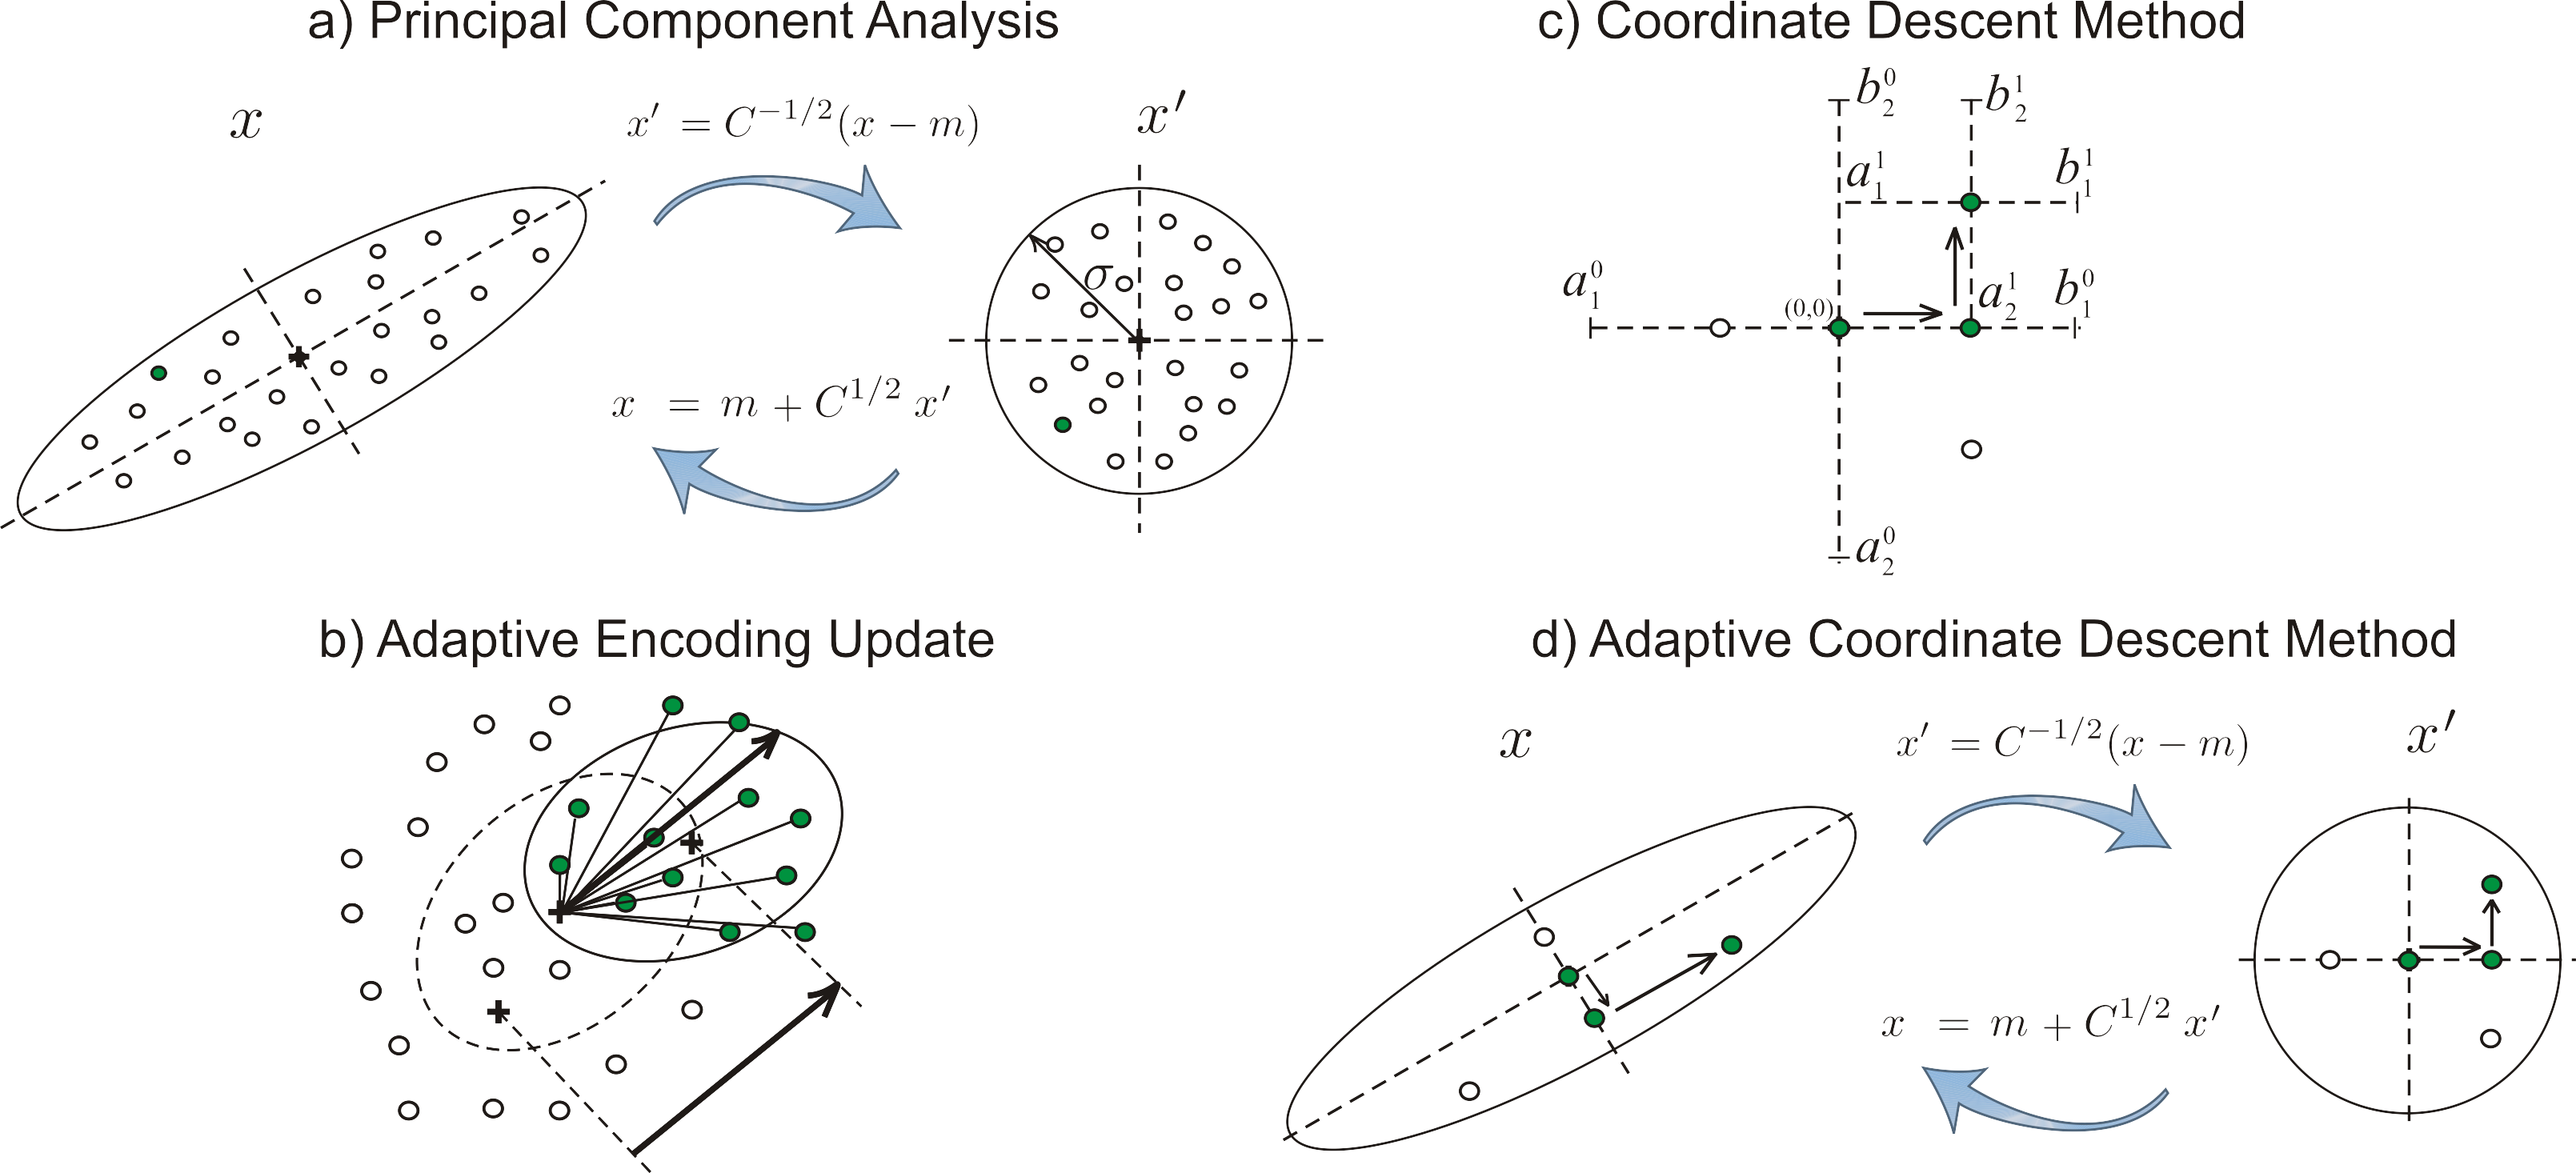 a) Principal Component Analysis
x
x′ = C^{−1/2}(x − m)
x′
σ
x = m + C^{1/2} x′
b) Adaptive Encoding Update
c) Coordinate Descent Method
b_2^0
b_2^1
a_1^1
b_1^1
a_1^0
(0,0)
a_2^1
b_1^0
a_2^0
d) Adaptive Coordinate Descent Method
x
x′ = C^{−1/2}(x − m)
x′
x = m + C^{1/2} x′